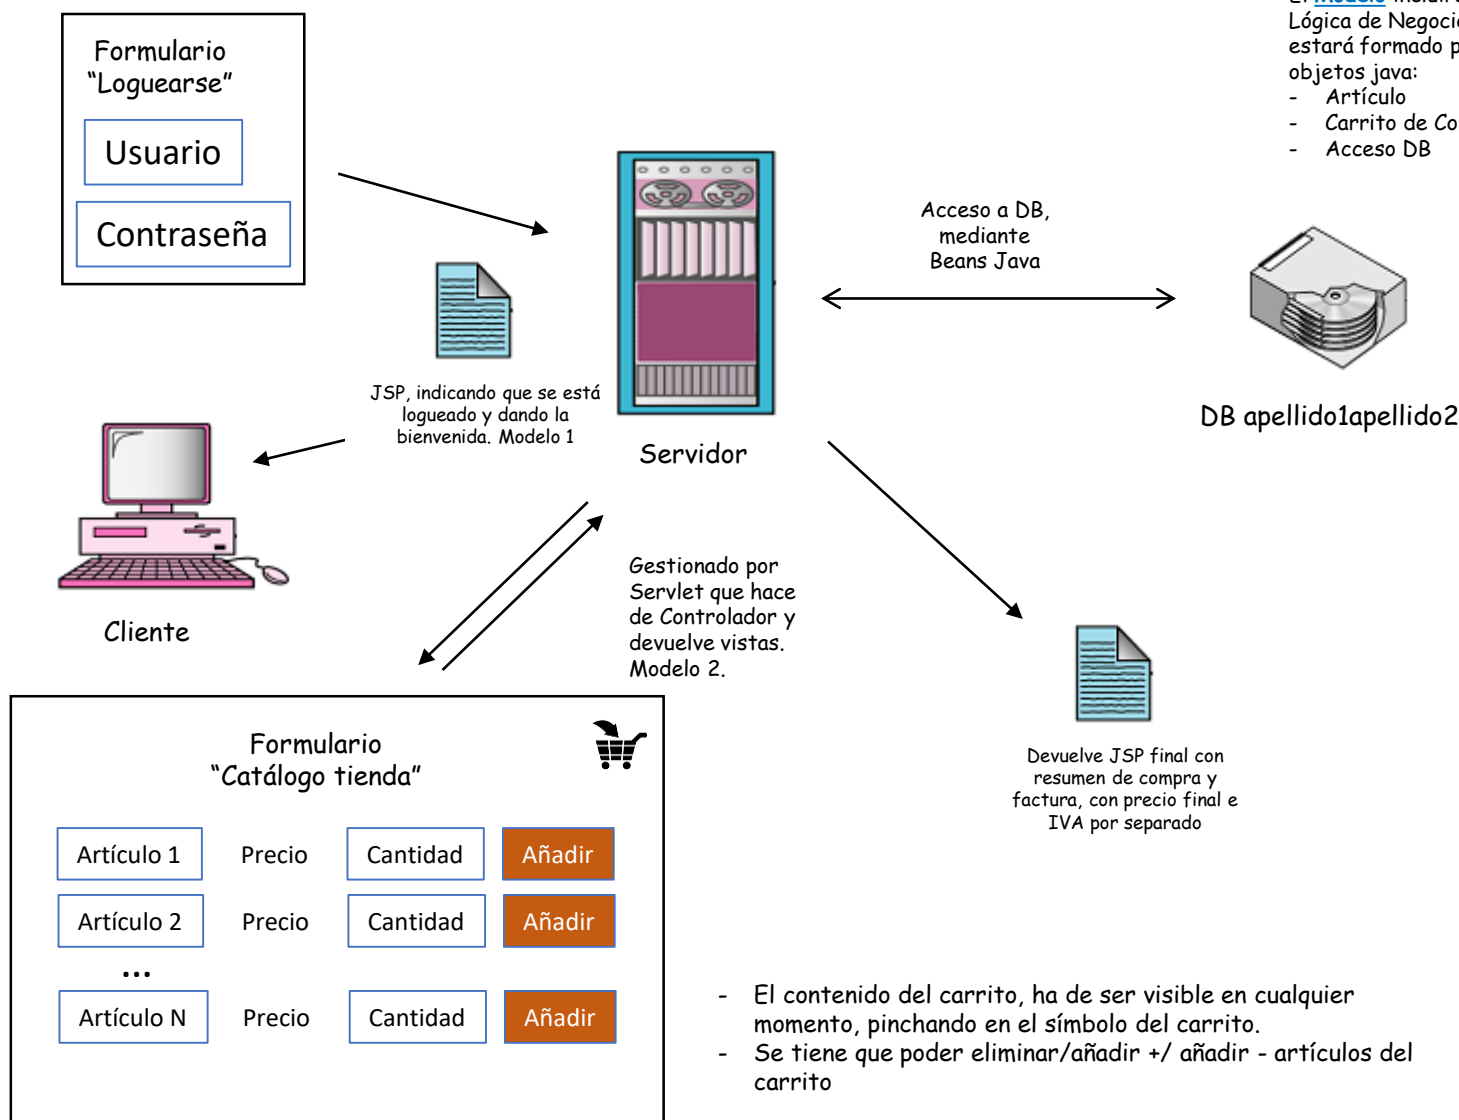 Formulario
"Loguearse"
Usuario
Contraseña
Lógica de Negocio
estará formado p
objetos java:
- Artículo
- Carrito de Co
- Acceso DB
Acceso a DB,
mediante
Beans Java
JSP, indicando que se está
logueado y dando la
bienvenida. Modelo 1
Servidor
DB apellido1apellido2
Cliente
Gestionado por
Servlet que hace
de Controlador y
devuelve vistas.
Modelo 2.
Formulario
"Catálogo tienda"
Artículo 1 Precio Cantidad Añadir
Artículo 2 Precio Cantidad Añadir
...
Artículo N Precio Cantidad Añadir
Devuelve JSP final con
resumen de compra y
factura, con precio final e
IVA por separado
- El contenido del carrito, ha de ser visible en cualquier
momento, pinchando en el símbolo del carrito.
- Se tiene que poder eliminar/añadir +/ añadir - artículos del
carrito